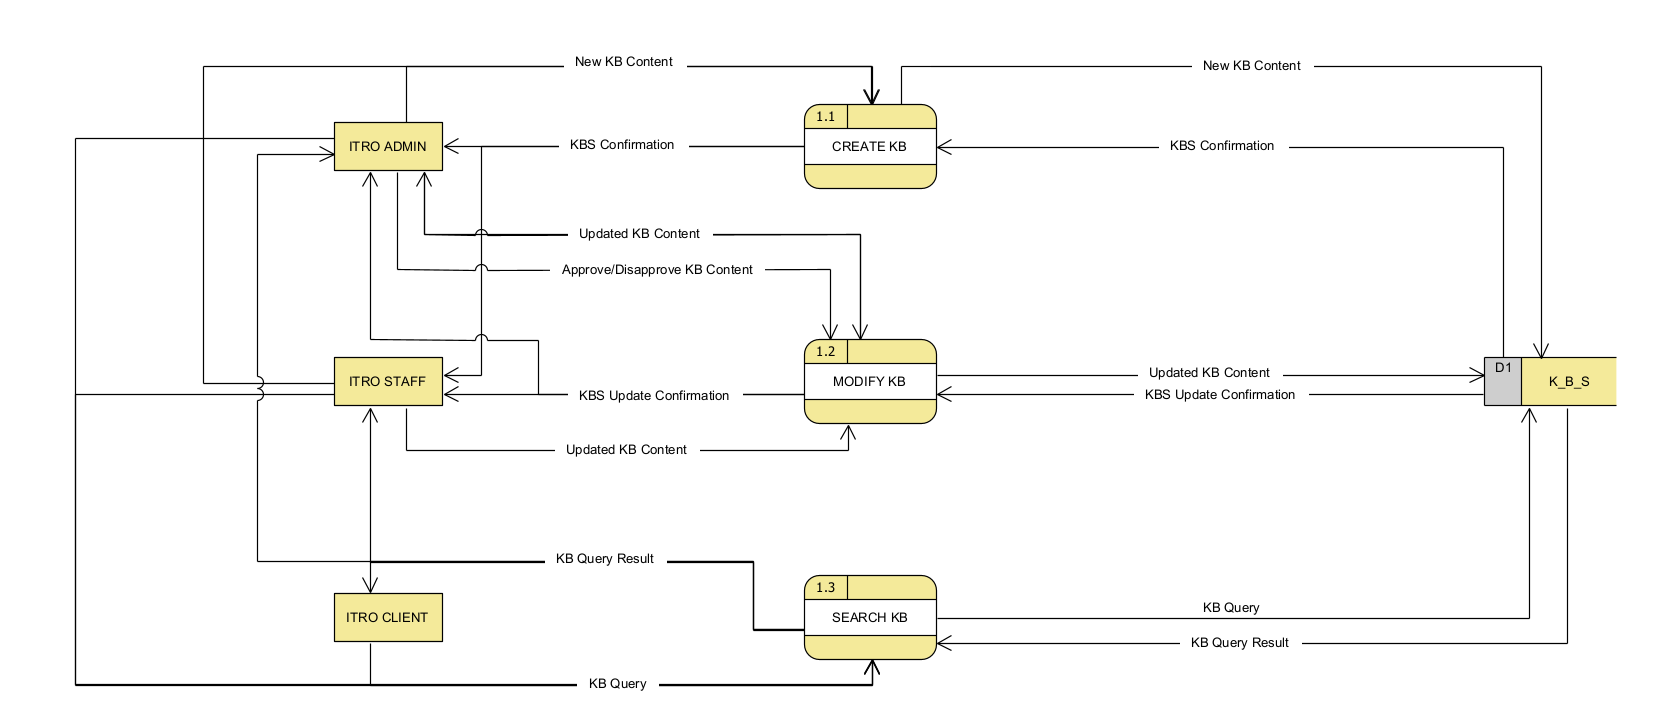 New KB Content
New KB Content
1.1
ITRO ADMIN
KBS Confirmation
CREATE KB
KBS Confirmation
Updated KB Content
Approve/Disapprove KB Content
1.2
D1
ITRO STAFF
MODIFY KB
Updated KB Content
K_B_S
KBS Update Confirmation
KBS Update Confirmation
Updated KB Content
KB Query Result
1.3
ITRO CLIENT
SEARCH KB
KB Query
KB Query Result
KB Query